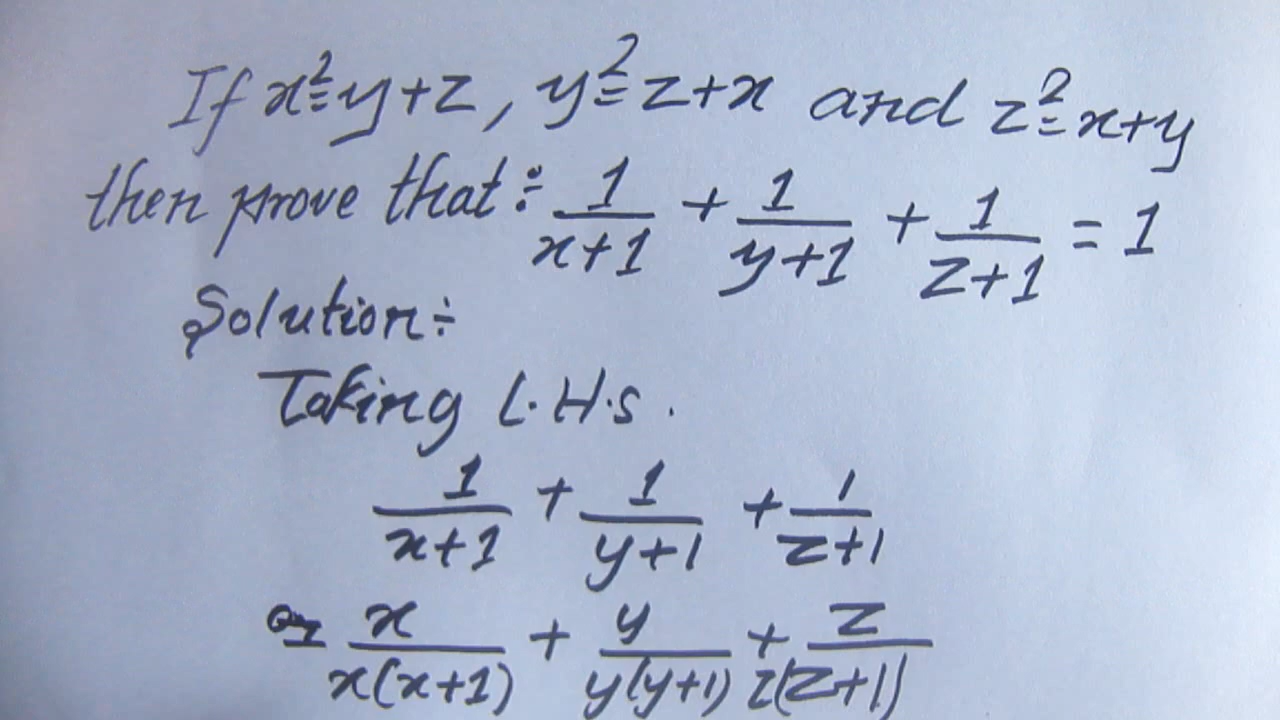 If x²=y+z, y²=z+x and z²=x+y
then prove that÷ 1/(x+1) + 1/(y+1) + 1/(z+1) = 1
Solution÷
Taking L.H.S.
1/(x+1) + 1/(y+1) + 1/(z+1)
x/(x(x+1)) + y/(y(y+1)) + z/(z(z+1))